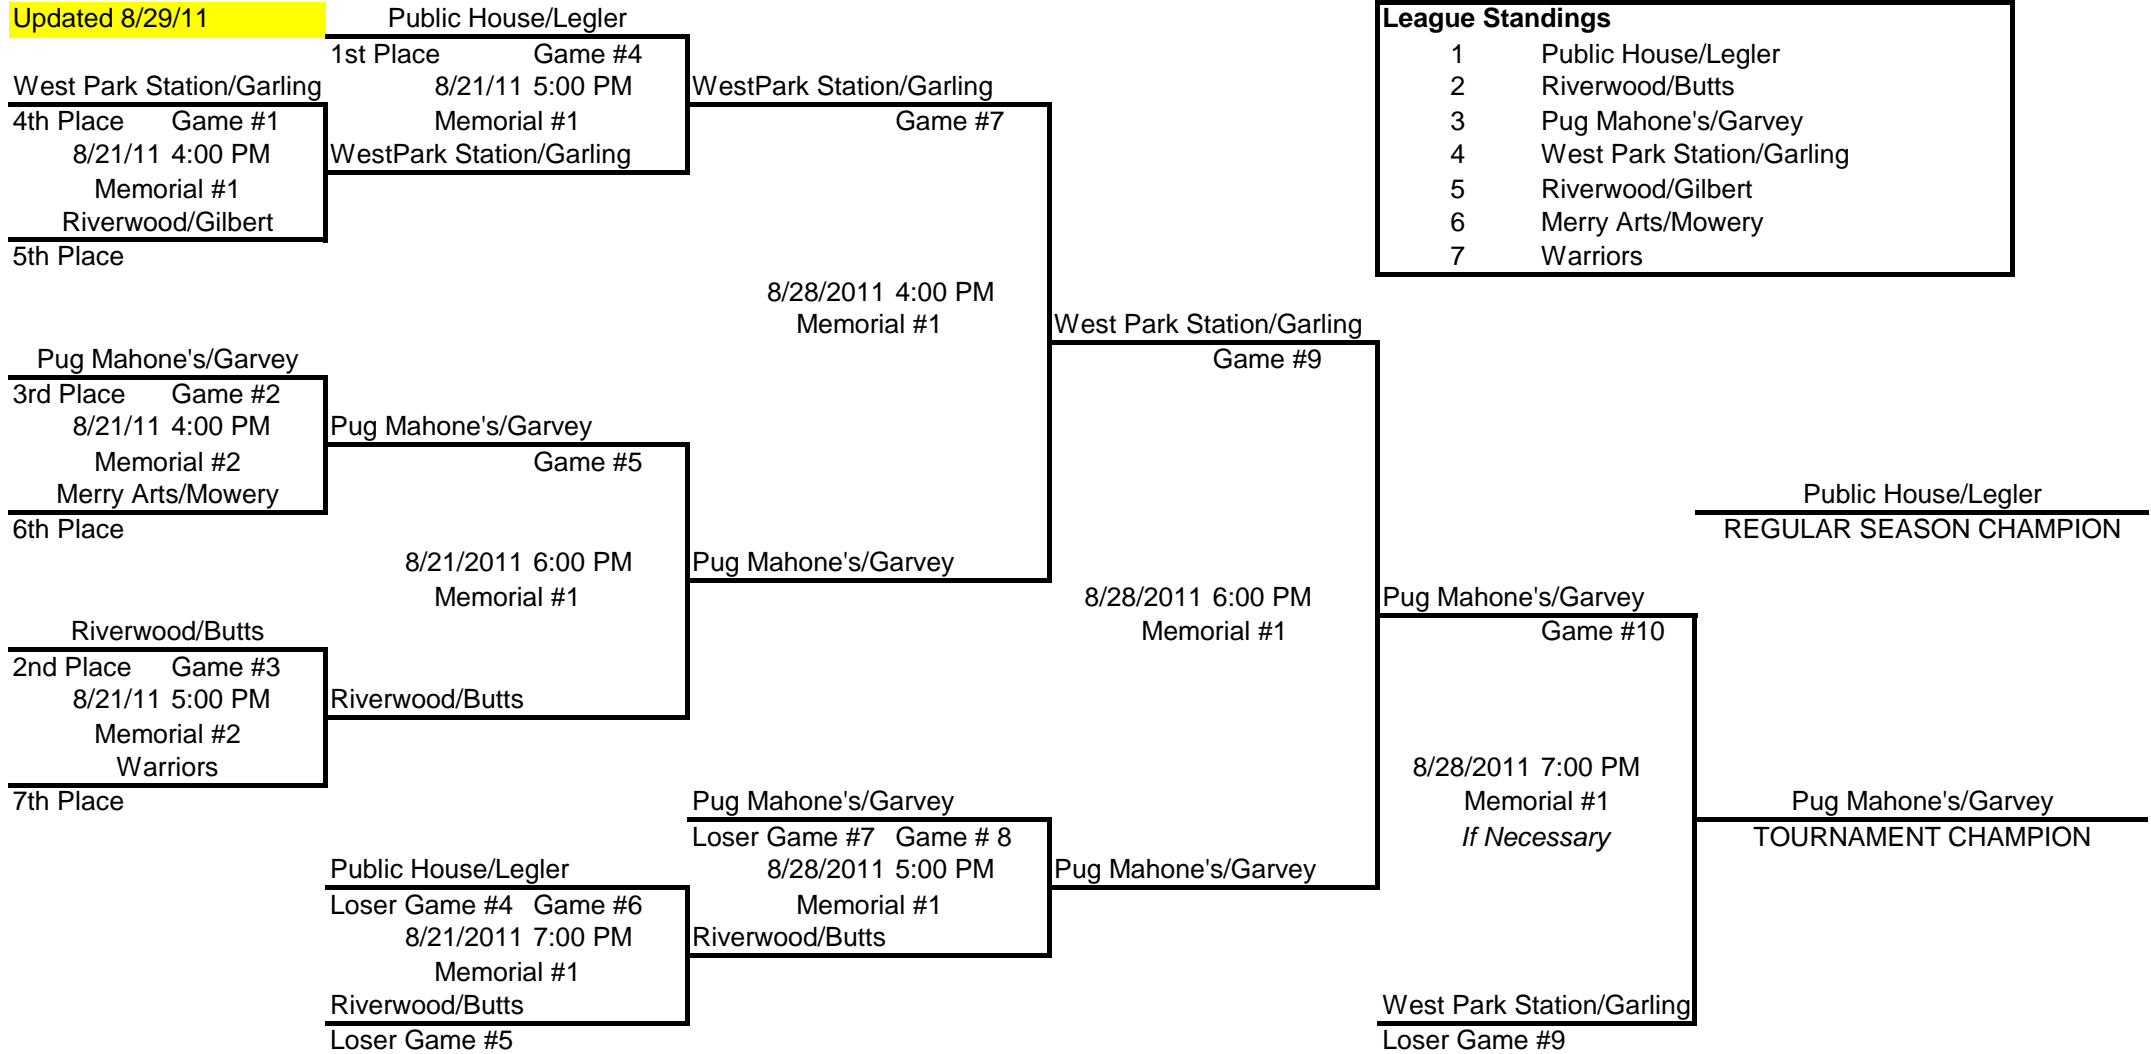 Updated 8/29/11
Public House/Legler
1st Place Game #4
8/21/11 5:00 PM
Memorial #1
WestPark Station/Garling
West Park Station/Garling
4th Place Game #1
8/21/11 4:00 PM
Memorial #1
Riverwood/Gilbert
5th Place
WestPark Station/Garling
Game #7
8/28/2011 4:00 PM
Memorial #1
League Standings
1 Public House/Legler
2 Riverwood/Butts
3 Pug Mahone's/Garvey
4 West Park Station/Garling
5 Riverwood/Gilbert
6 Merry Arts/Mowery
7 Warriors
West Park Station/Garling
Game #9
Pug Mahone's/Garvey
3rd Place Game #2
8/21/11 4:00 PM
Memorial #2
Merry Arts/Mowery
6th Place
Pug Mahone's/Garvey
Game #5
8/21/2011 6:00 PM
Memorial #1
Pug Mahone's/Garvey
Public House/Legler
REGULAR SEASON CHAMPION
8/28/2011 6:00 PM
Memorial #1
Pug Mahone's/Garvey
Game #10
Riverwood/Butts
2nd Place Game #3
8/21/11 5:00 PM
Memorial #2
Warriors
7th Place
Riverwood/Butts
8/28/2011 7:00 PM
Memorial #1
If Necessary
Pug Mahone's/Garvey
TOURNAMENT CHAMPION
Pug Mahone's/Garvey
Loser Game #7 Game # 8
8/28/2011 5:00 PM
Memorial #1
Riverwood/Butts
Pug Mahone's/Garvey
Public House/Legler
Loser Game #4 Game #6
8/21/2011 7:00 PM
Memorial #1
Riverwood/Butts
Loser Game #5
West Park Station/Garling
Loser Game #9